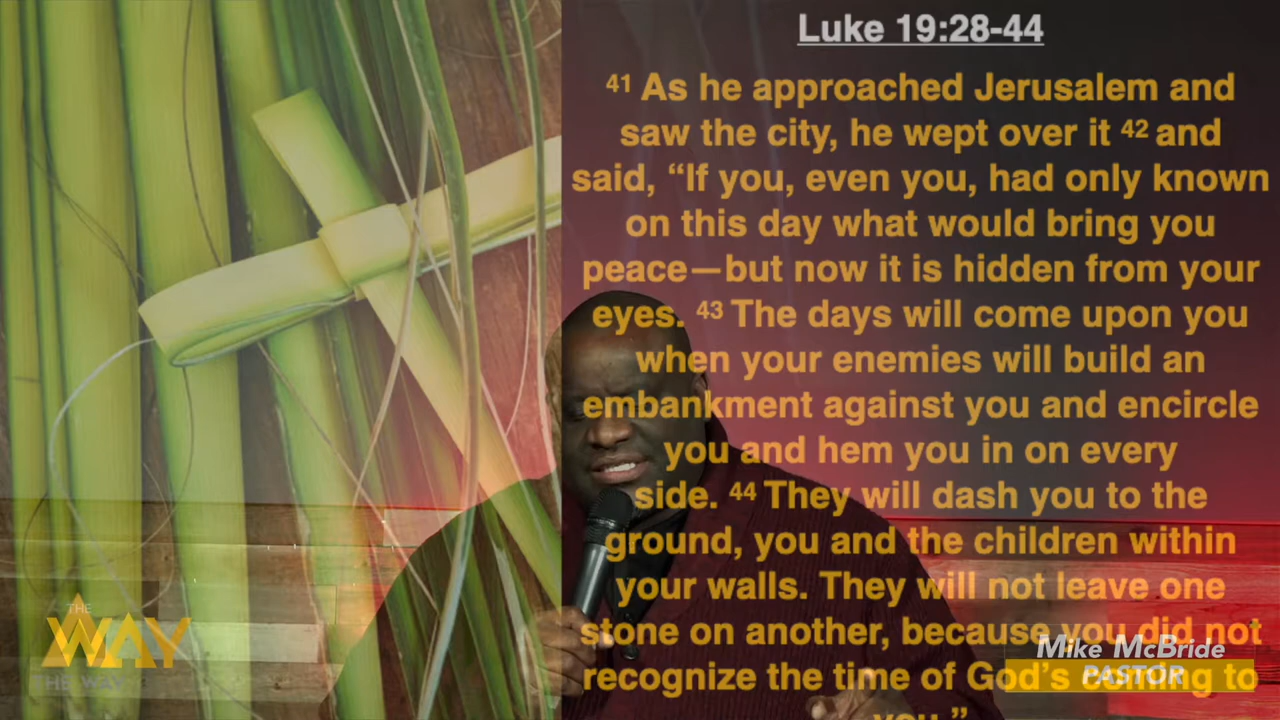 Luke 19:28-44
41 As he approached Jerusalem and
saw the city, he wept over it 42 and
said, “If you, even you, had only known
on this day what would bring you
peace—but now it is hidden from your
eyes. 43 The days will come upon you
when your enemies will build an
embankment against you and encircle
you and hem you in on every
side. 44 They will dash you to the
ground, you and the children within
your walls. They will not leave one
stone on another, because you did not
recognize the time of God’s coming to
you.”
Mike McBride
PASTOR
THE
WAY
THE WAY